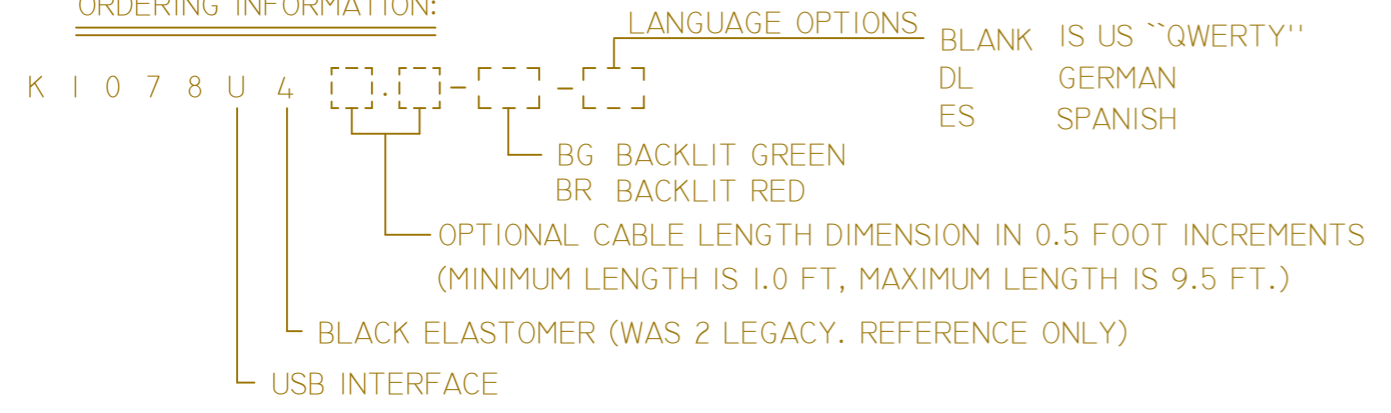 ORDERING INFORMATION:
LANGUAGE OPTIONS
BLANK IS US ``QWERTY''
DL GERMAN
ES SPANISH
K I 0 7 8 U 4 . - -
BG BACKLIT GREEN
BR BACKLIT RED
OPTIONAL CABLE LENGTH DIMENSION IN 0.5 FOOT INCREMENTS
(MINIMUM LENGTH IS 1.0 FT, MAXIMUM LENGTH IS 9.5 FT.)
BLACK ELASTOMER (WAS 2 LEGACY. REFERENCE ONLY)
USB INTERFACE